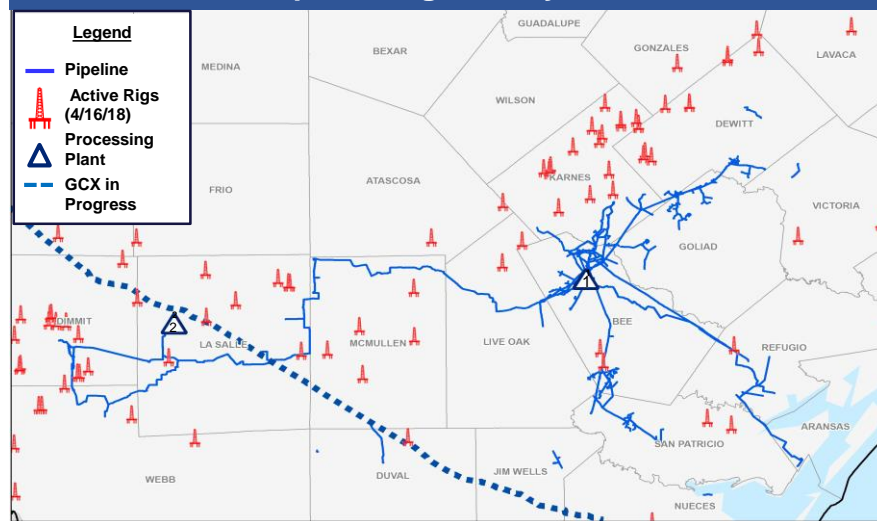 Legend
Pipeline
Active Rigs
(4/16/18)
Processing
Plant
GCX in
Progress
GUADALUPE
BEXAR
GONZALES
LAVACA
MEDINA
WILSON
DEWITT
ATASCOSA
KARNES
FRIO
VICTORIA
GOLIAD
1
DIMMIT
2
LA SALLE
MCMULLEN
LIVE OAK
BEE
REFUGIO
ARANSAS
SAN PATRICIO
WEBB
DUVAL
JIM WELLS
NUECES